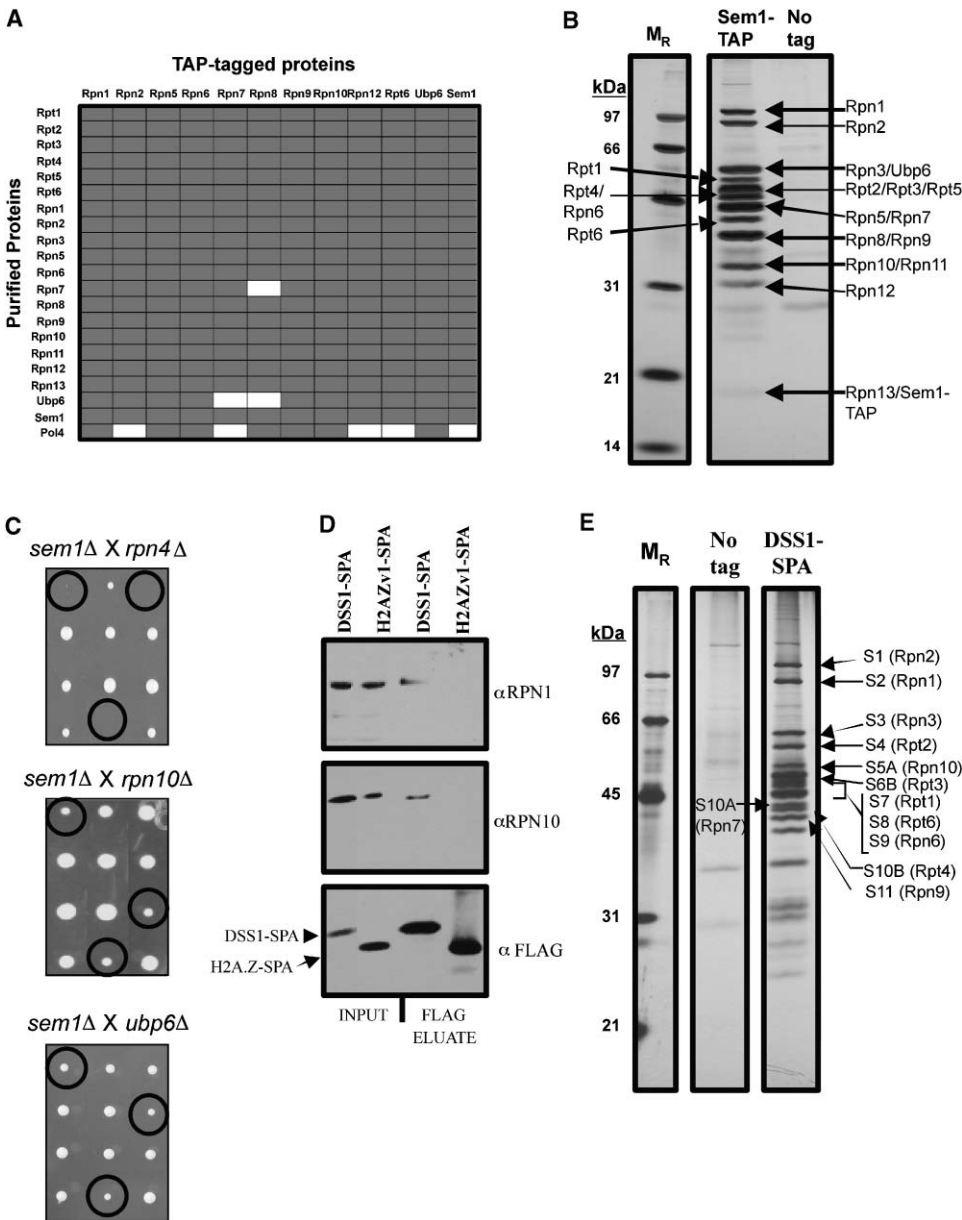 A
TAP-tagged proteins
Rpn1 Rpn2 Rpn5 Rpn6 Rpn7 Rpn8 Rpn9 Rpn10 Rpn12 Rpt6 Ubp6 Sem1
Purified Proteins
Rpt1
Rpt2
Rpt3
Rpt4
Rpt5
Rpt6
Rpn1
Rpn2
Rpn3
Rpn5
Rpn6
Rpn7
Rpn8
Rpn9
Rpn10
Rpn11
Rpn12
Rpn13
Ubp6
Sem1
Pol4
B
MR
Sem1-TAP
No tag
kDa
97
66
31
21
14
Rpt1
Rpt4/
Rpn6
Rpt6
Rpn1
Rpn2
Rpn3/Ubp6
Rpt2/Rpt3/Rpt5
Rpn5/Rpn7
Rpn8/Rpn9
Rpn10/Rpn11
Rpn12
Rpn13/Sem1-
TAP
C
sem1Δ X rpn4Δ
sem1Δ X rpn10Δ
sem1Δ X ubp6Δ
D
DSS1-SPA
H2AZv1-SPA
DSS1-SPA
H2AZv1-SPA
αRPN1
αRPN10
α FLAG
DSS1-SPA
H2A.Z-SPA
INPUT
FLAG
ELUATE
E
MR
No
tag
DSS1-
SPA
kDa
97
66
45
31
21
S10A
(Rpn7)
S1 (Rpn2)
S2 (Rpn1)
S3 (Rpn3)
S4 (Rpt2)
S5A (Rpn10)
S6B (Rpt3)
S7 (Rpt1)
S8 (Rpt6)
S9 (Rpn6)
S10B (Rpt4)
S11 (Rpn9)